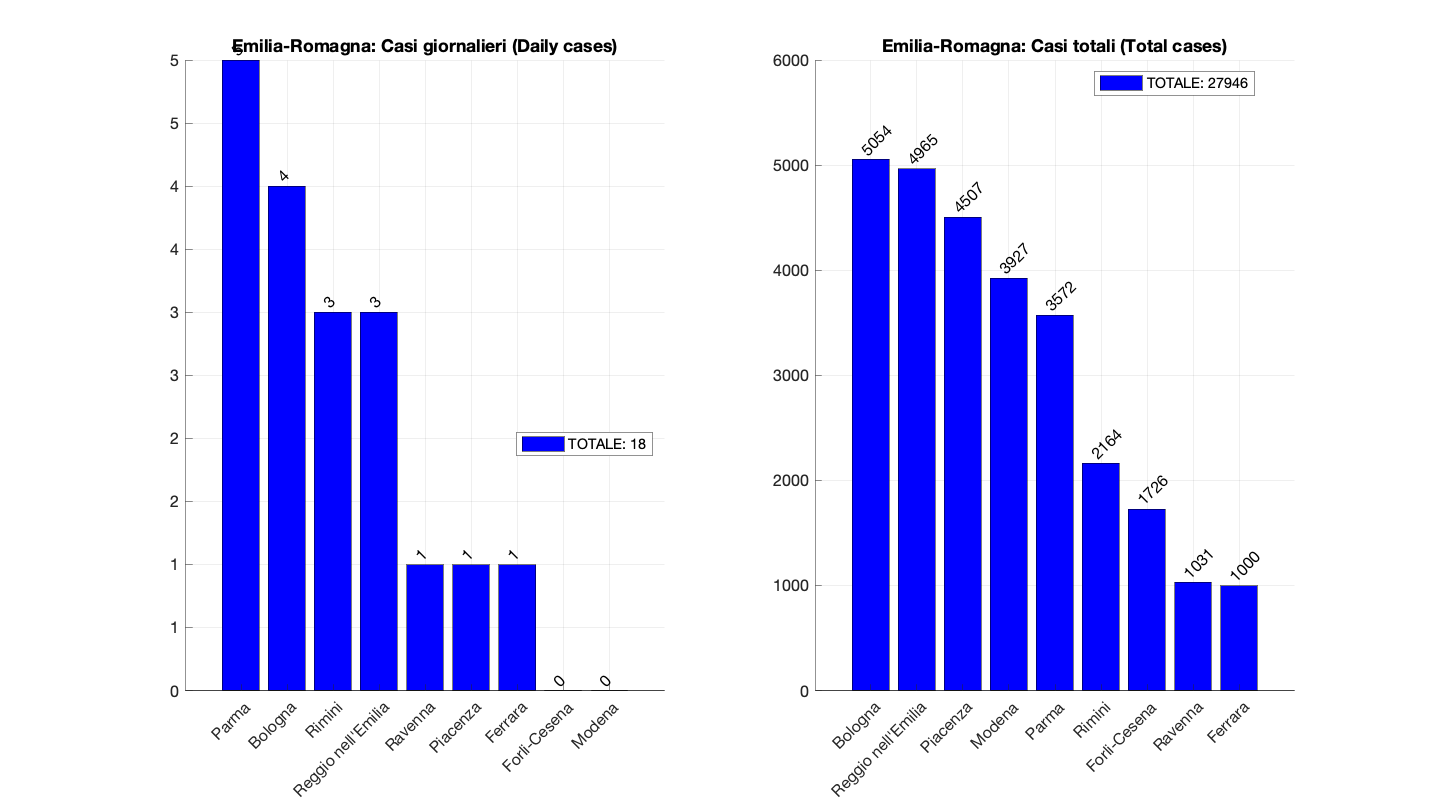 Emilia-Romagna: Casi giornalieri (Daily cases)
5
5
5
4
4
3
3
2
2
1
1
0
4
3
3
1
1
1
0
0
TOTALE: 18
Parma
Bologna
Rimini
Reggio nell'Emilia
Ravenna
Piacenza
Ferrara
Forlì-Cesena
Modena
Emilia-Romagna: Casi totali (Total cases)
6000
5000
4000
3000
2000
1000
0
TOTALE: 27946
5054
4965
4507
3927
3572
2164
1726
1031
1000
Bologna
Reggio nell'Emilia
Piacenza
Modena
Parma
Rimini
Forlì-Cesena
Ravenna
Ferrara